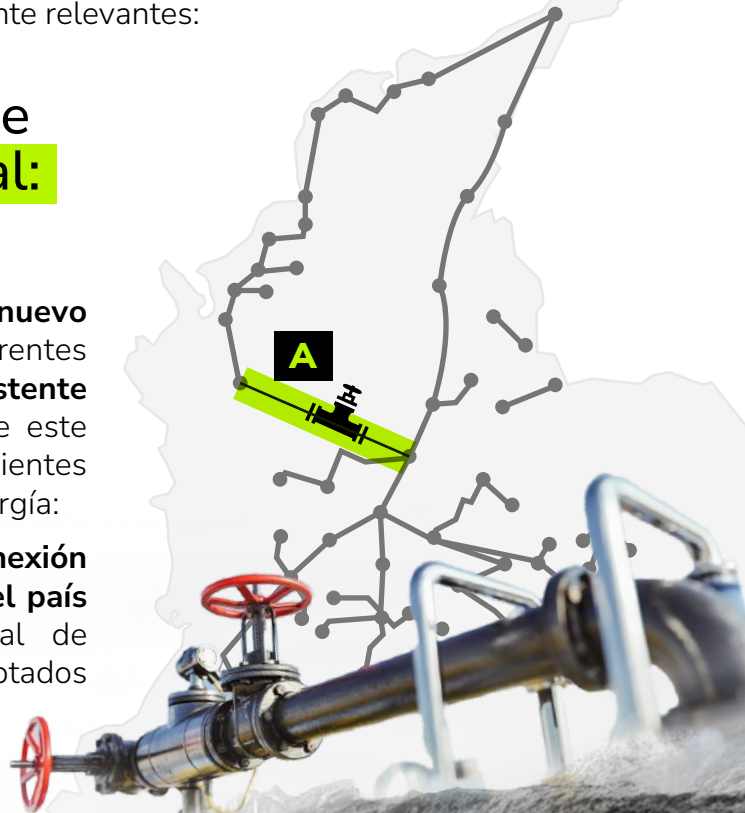 nte relevantes:
e
al:
nuevo
rentes
stente
e este
ientes
rgía:
nexión
el país
al de
otados
A